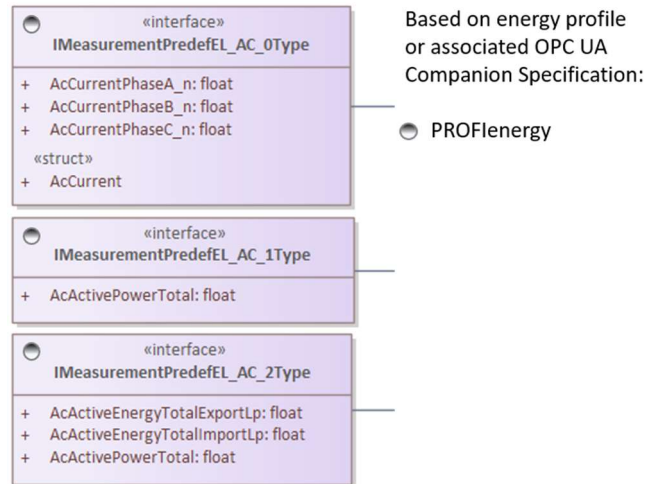 «interface»
IMeasurementPredefEL_AC_0Type
+ AcCurrentPhaseA_n: float
+ AcCurrentPhaseB_n: float
+ AcCurrentPhaseC_n: float
«struct»
+ AcCurrent
«interface»
IMeasurementPredefEL_AC_1Type
+ AcActivePowerTotal: float
«interface»
IMeasurementPredefEL_AC_2Type
+ AcActiveEnergyTotalExportLp: float
+ AcActiveEnergyTotalImportLp: float
+ AcActivePowerTotal: float
Based on energy profile
or associated OPC UA
Companion Specification:
PROFIenergy